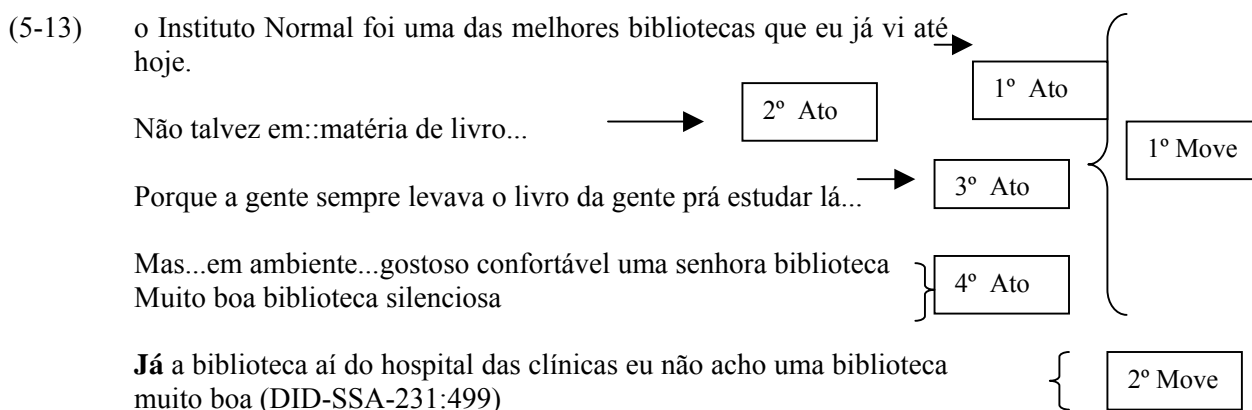 (5-13) o Instituto Normal foi uma das melhores bibliotecas que eu já vi até
hoje.
1º Ato
Não talvez em::matéria de livro...
2º Ato
1º Move
Porque a gente sempre levava o livro da gente prá estudar lá...
3º Ato
Mas...em ambiente...gostoso confortável uma senhora biblioteca
Muito boa biblioteca silenciosa
4º Ato
Já a biblioteca aí do hospital das clínicas eu não acho uma biblioteca
muito boa (DID-SSA-231:499)
2º Move